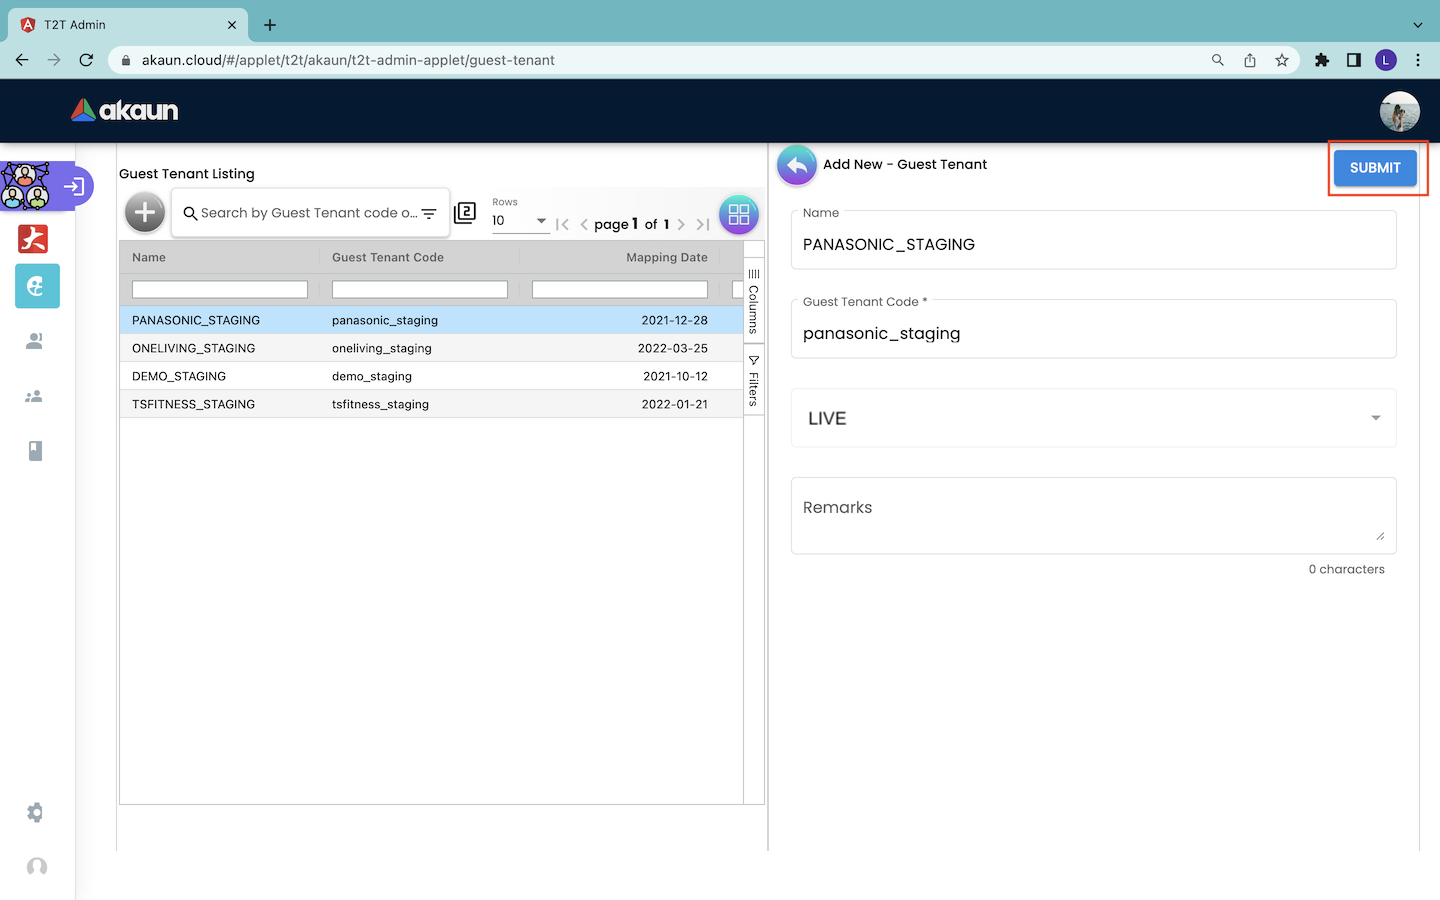 T2T Admin
akaun.cloud/#/applet/t2t/akaun/t2t-admin-applet/guest-tenant
L
akaun
Guest Tenant Listing
Search by Guest Tenant code o...
2
Rows
10
page 1 of 1
Name Guest Tenant Code Mapping Date
PANASONIC_STAGING panasonic_staging 2021-12-28
ONELIVING_STAGING oneliving_staging 2022-03-25
DEMO_STAGING demo_staging 2021-10-12
TSFITNESS_STAGING tsfitness_staging 2022-01-21
Columns
Filters
Add New - Guest Tenant
SUBMIT
Name
PANASONIC_STAGING
Guest Tenant Code *
panasonic_staging
LIVE
Remarks
0 characters